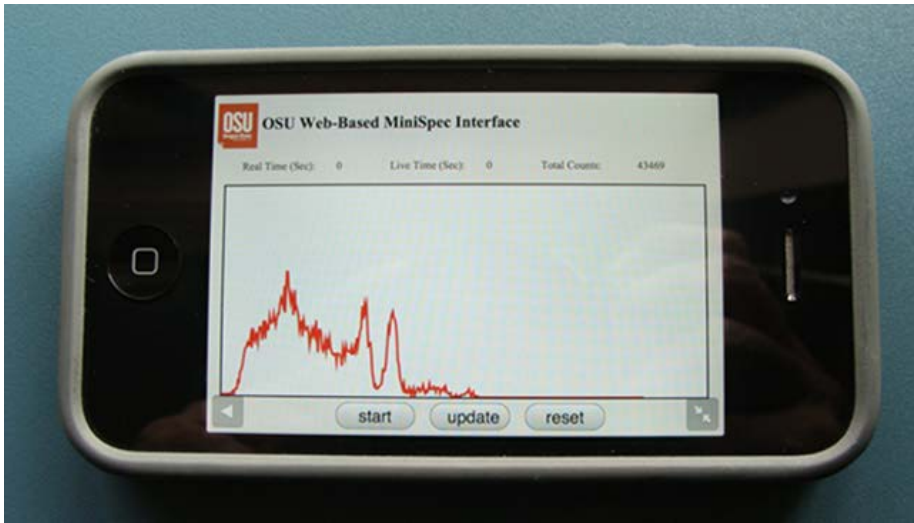 OSU
OSU Web-Based MiniSpec Interface
Real Time (Sec): 0 Live Time (Sec): 0 Total Counts: 43469
start update reset